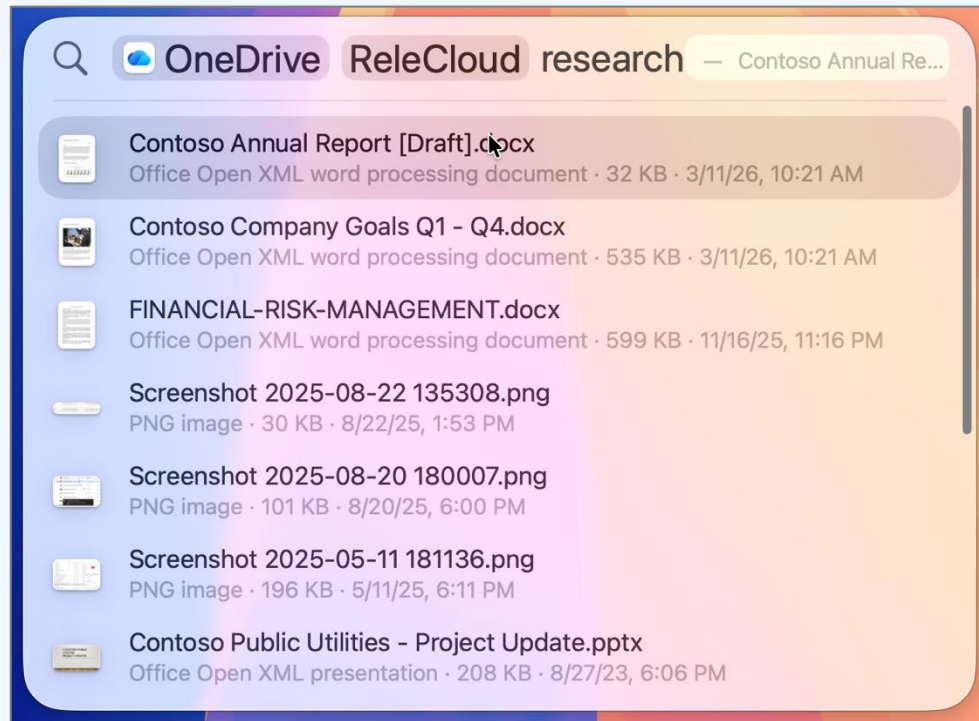 OneDrive ReleCloud research — Contoso Annual Re...
Contoso Annual Report [Draft].docx
Office Open XML word processing document · 32 KB · 3/11/26, 10:21 AM
Contoso Company Goals Q1 - Q4.docx
Office Open XML word processing document · 535 KB · 3/11/26, 10:21 AM
FINANCIAL-RISK-MANAGEMENT.docx
Office Open XML word processing document · 599 KB · 11/16/25, 11:16 PM
Screenshot 2025-08-22 135308.png
PNG image · 30 KB · 8/22/25, 1:53 PM
Screenshot 2025-08-20 180007.png
PNG image · 101 KB · 8/20/25, 6:00 PM
Screenshot 2025-05-11 181136.png
PNG image · 196 KB · 5/11/25, 6:11 PM
Contoso Public Utilities - Project Update.pptx
Office Open XML presentation · 208 KB · 8/27/23, 6:06 PM